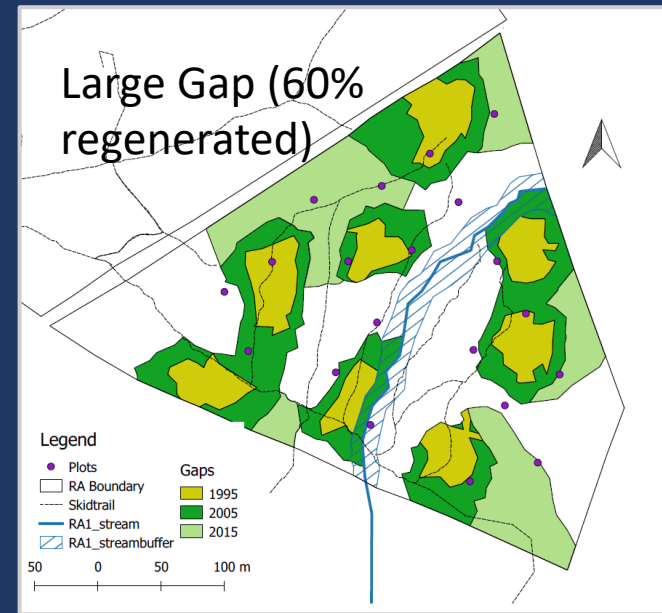 Large Gap (60%
regenerated)
Legend
Plots
RA Boundary
Skidtrail
RA1_stream
RA1_streambuffer
Gaps
1995
2005
2015
50 0 50 100 m